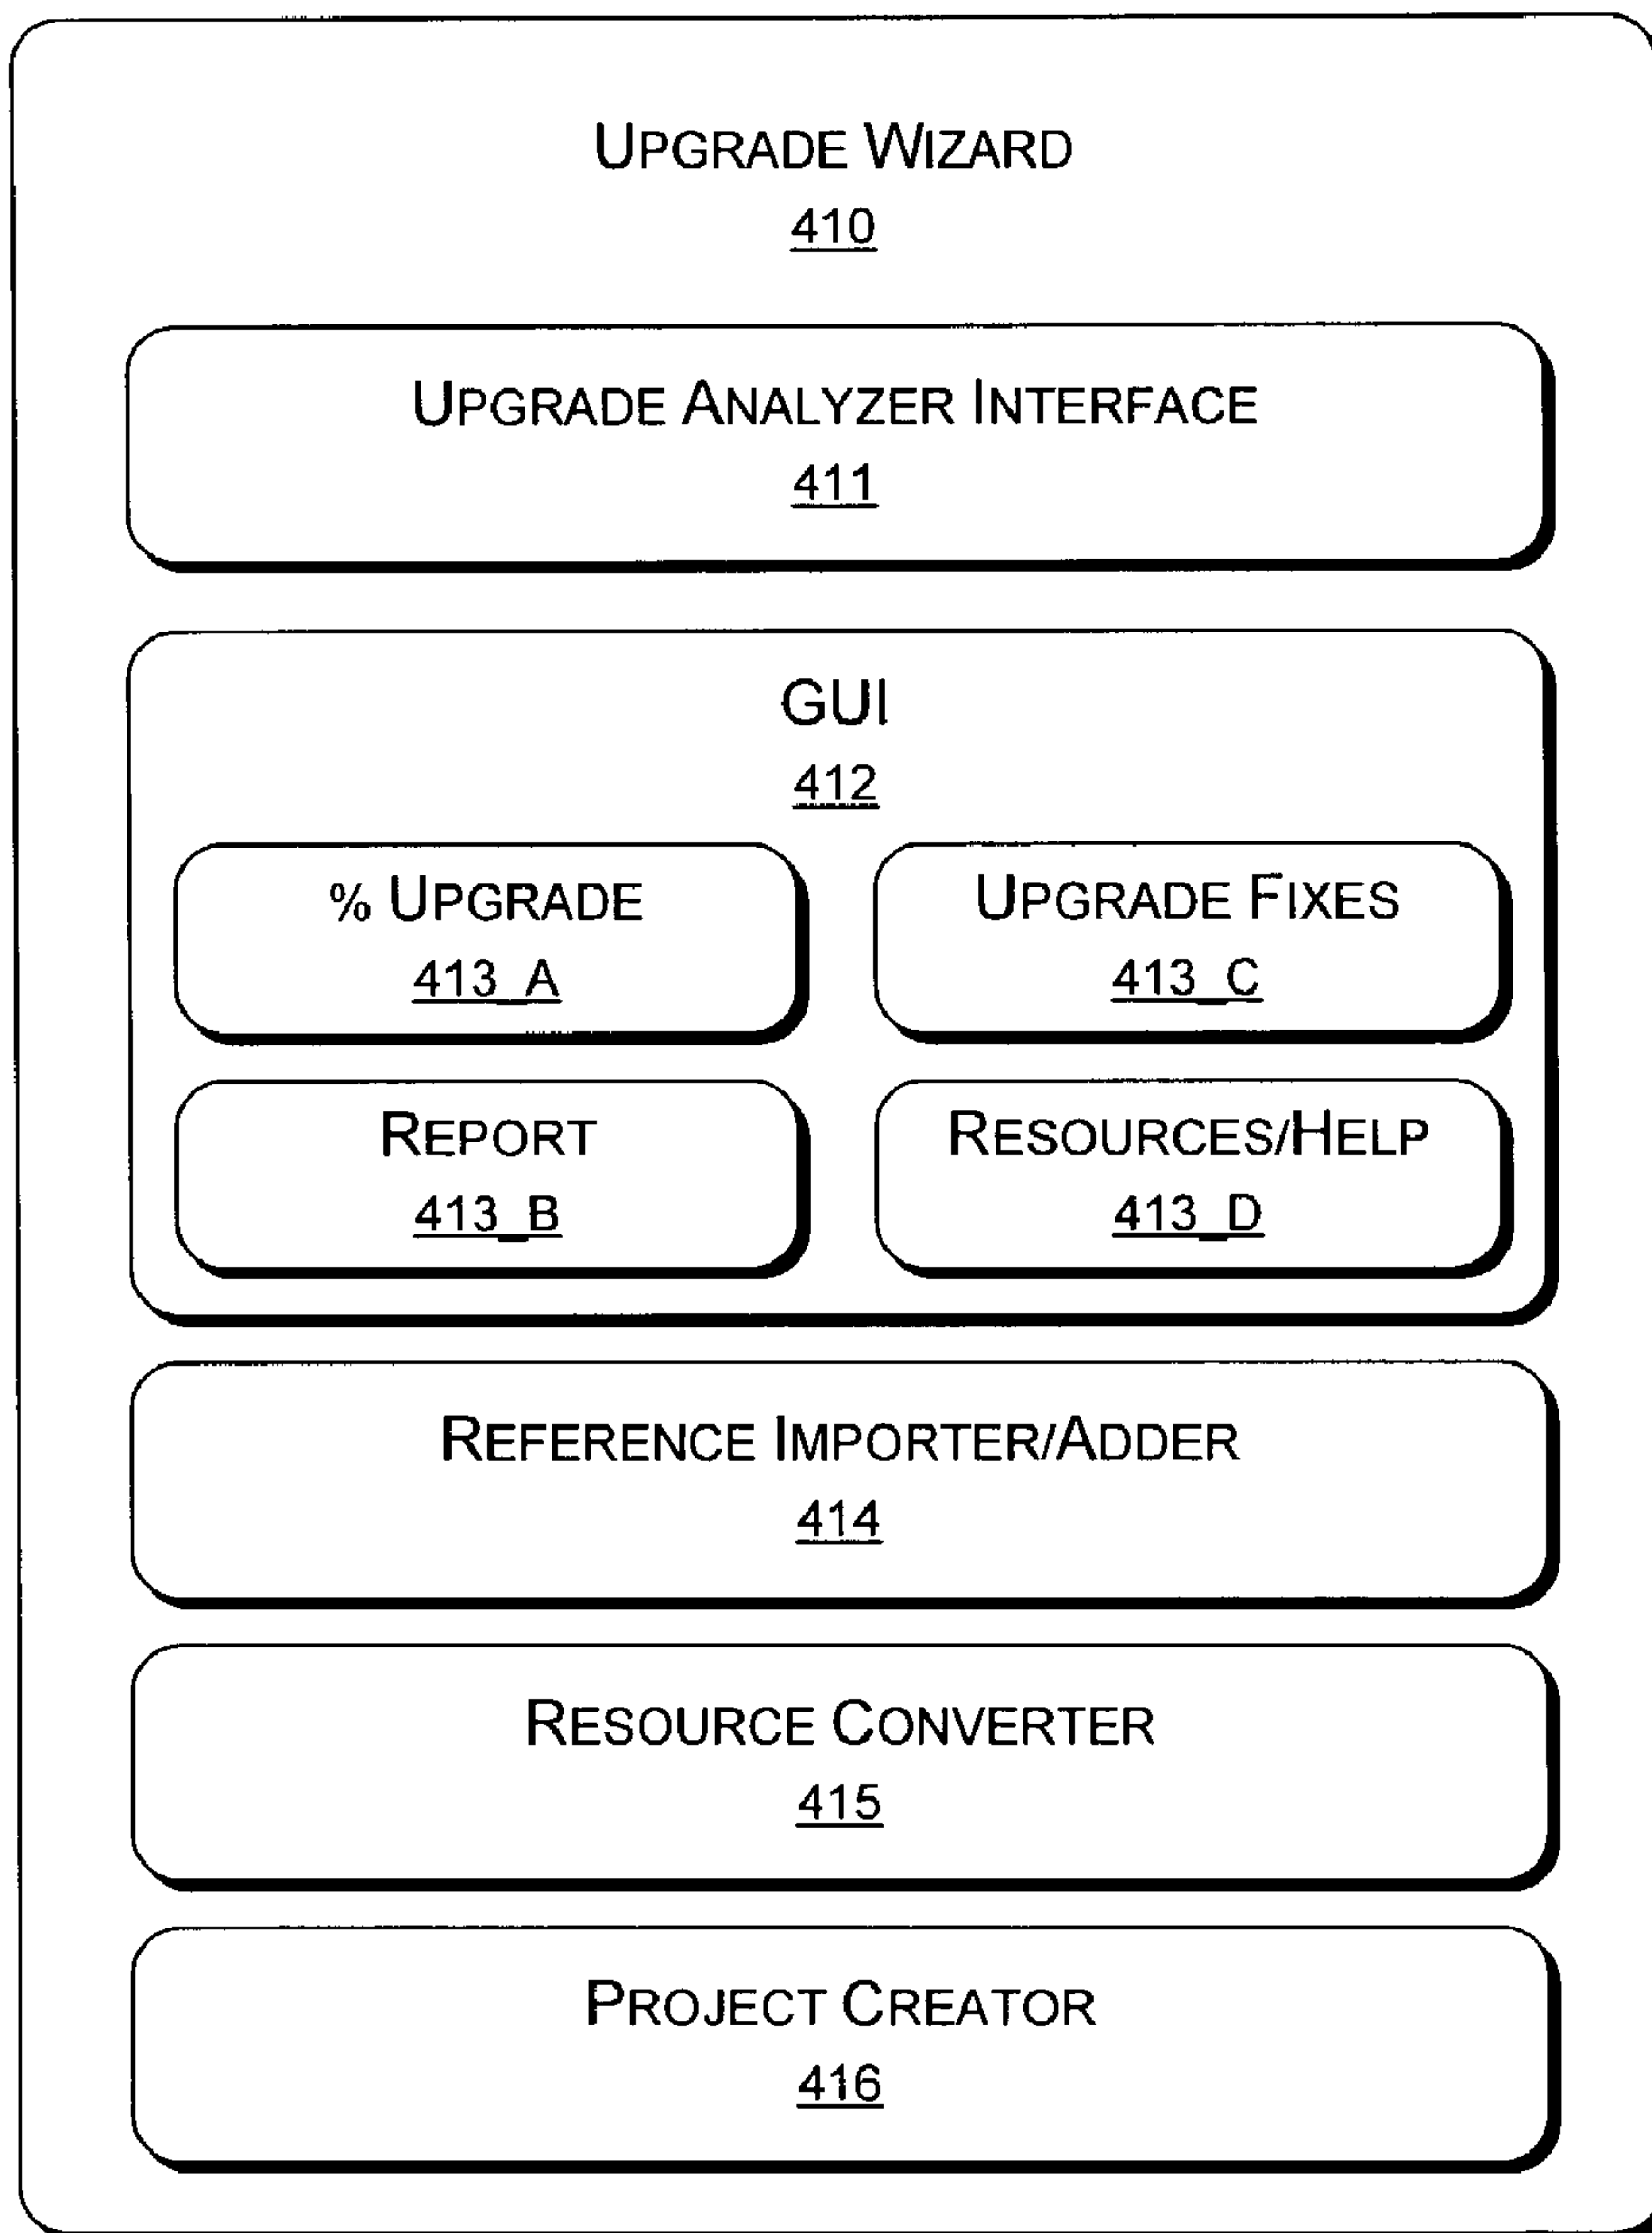 UPGRADE WIZARD
410
UPGRADE ANALYZER INTERFACE
411
GUI
412
% UPGRADE
413_A
UPGRADE FIXES
413_C
REPORT
413_B
RESOURCES/HELP
413_D
REFERENCE IMPORTER/ADDER
414
RESOURCE CONVERTER
415
PROJECT CREATOR
416